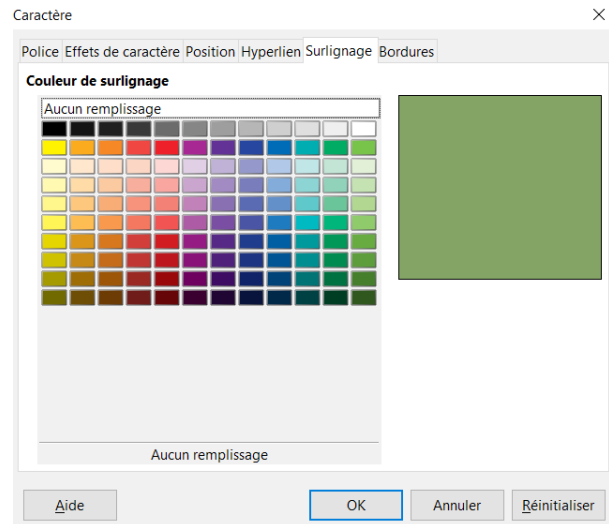 Caractère
Police Effets de caractère Position Hyperlien Surlignage Bordures
Couleur de surlignage
Aucun remplissage
Aucun remplissage
Aide OK Annuler Réinitialiser